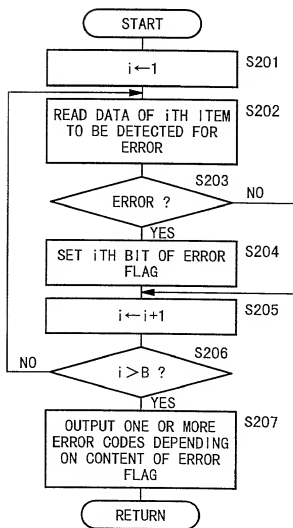 START
i←1
S201
READ DATA OF iTH ITEM
TO BE DETECTED FOR
ERROR
S202
S203
ERROR ?
NO
YES
SET iTH BIT OF ERROR
FLAG
S204
S205
i←i+1
S206
NO
i>B ?
YES
OUTPUT ONE OR MORE
ERROR CODES DEPENDING
ON CONTENT OF ERROR
FLAG
S207
RETURN